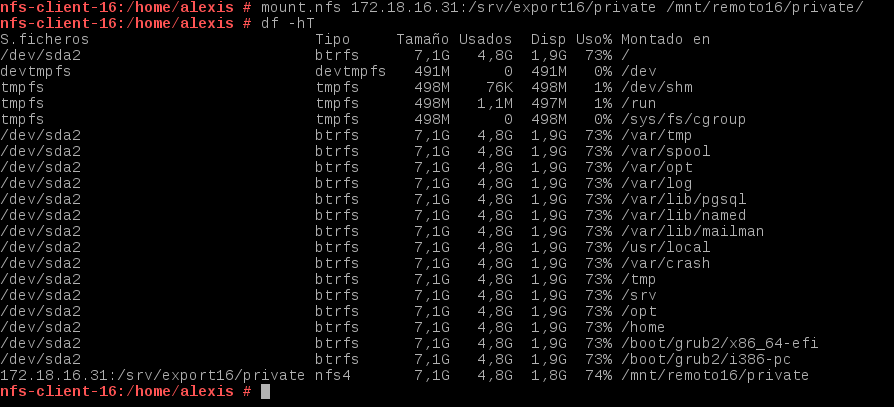 nfs-client-16:/home/alexis # mount.nfs 172.18.16.31:/srv/export16/private /mnt/remoto16/private/
nfs-client-16:/home/alexis # df -hT
S.ficheros Tipo Tamaño Usados Disp Uso% Montado en
/dev/sda2 btrfs 7,1G 4,8G 1,9G 73% /
devtmpfs devtmpfs 491M 0 491M 0% /dev
tmpfs tmpfs 498M 76K 498M 1% /dev/shm
tmpfs tmpfs 498M 1,1M 497M 1% /run
tmpfs tmpfs 498M 0 498M 0% /sys/fs/cgroup
/dev/sda2 btrfs 7,1G 4,8G 1,9G 73% /var/tmp
/dev/sda2 btrfs 7,1G 4,8G 1,9G 73% /var/spool
/dev/sda2 btrfs 7,1G 4,8G 1,9G 73% /var/opt
/dev/sda2 btrfs 7,1G 4,8G 1,9G 73% /var/log
/dev/sda2 btrfs 7,1G 4,8G 1,9G 73% /var/lib/pgsql
/dev/sda2 btrfs 7,1G 4,8G 1,9G 73% /var/lib/named
/dev/sda2 btrfs 7,1G 4,8G 1,9G 73% /var/lib/mailman
/dev/sda2 btrfs 7,1G 4,8G 1,9G 73% /usr/local
/dev/sda2 btrfs 7,1G 4,8G 1,9G 73% /var/crash
/dev/sda2 btrfs 7,1G 4,8G 1,9G 73% /tmp
/dev/sda2 btrfs 7,1G 4,8G 1,9G 73% /srv
/dev/sda2 btrfs 7,1G 4,8G 1,9G 73% /opt
/dev/sda2 btrfs 7,1G 4,8G 1,9G 73% /home
/dev/sda2 btrfs 7,1G 4,8G 1,9G 73% /boot/grub2/x86_64-efi
/dev/sda2 btrfs 7,1G 4,8G 1,9G 73% /boot/grub2/i386-pc
172.18.16.31:/srv/export16/private nfs4 7,1G 4,8G 1,8G 74% /mnt/remoto16/private
nfs-client-16:/home/alexis #